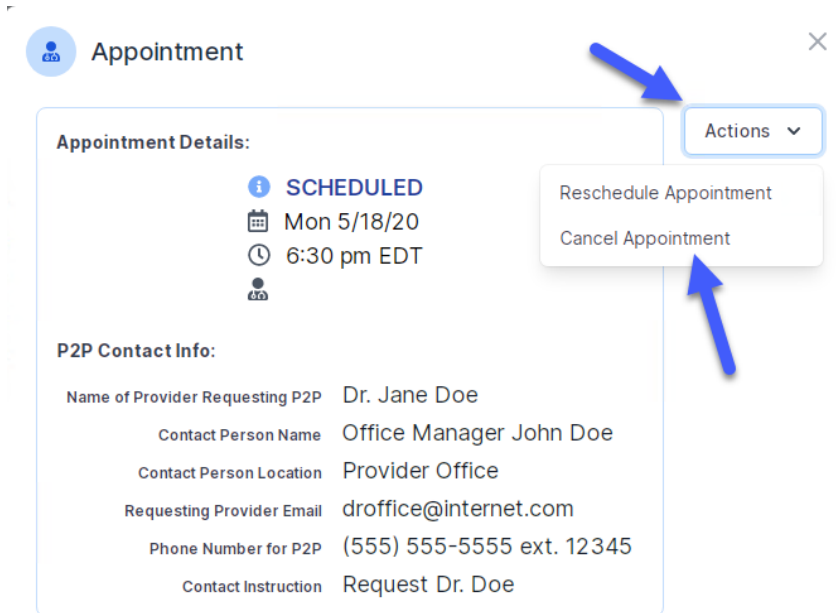 Appointment
Actions
Appointment Details:
SCHEDULED
Mon 5/18/20
6:30 pm EDT
Reschedule Appointment
Cancel Appointment
P2P Contact Info:
Name of Provider Requesting P2P Dr. Jane Doe
Contact Person Name Office Manager John Doe
Contact Person Location Provider Office
Requesting Provider Email droffice@internet.com
Phone Number for P2P (555) 555-5555 ext. 12345
Contact Instruction Request Dr. Doe